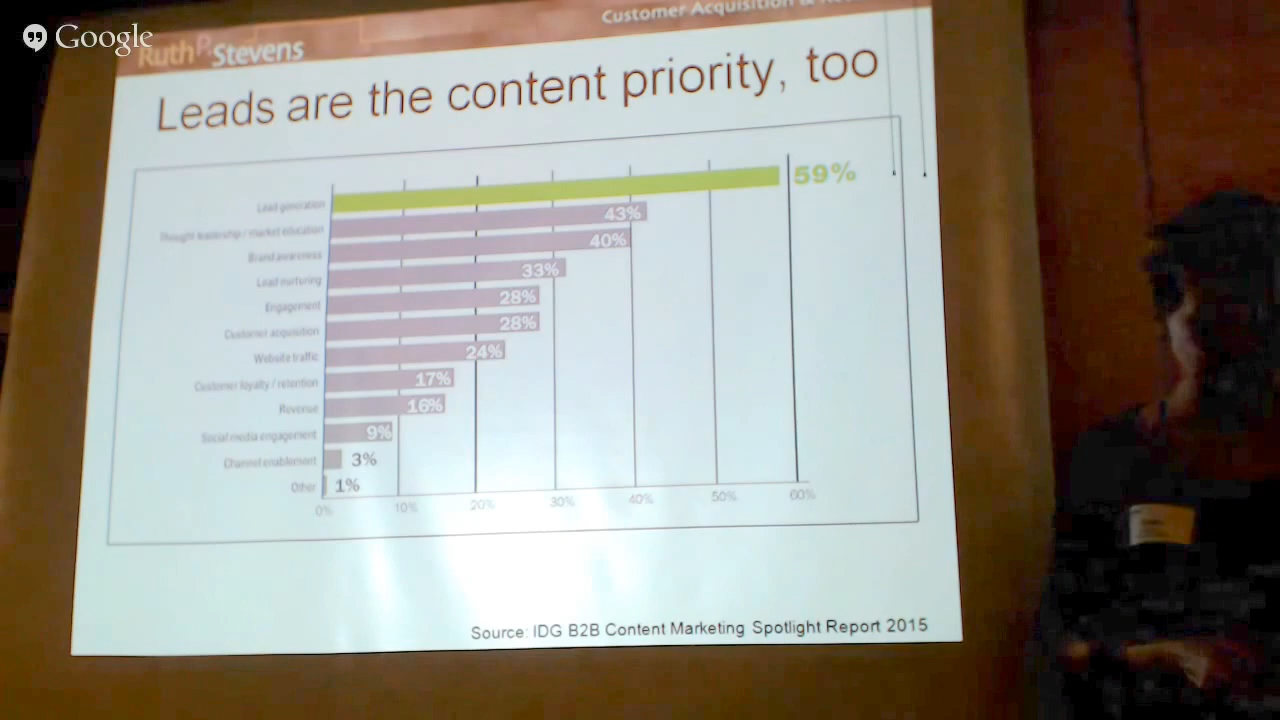 Google
Customer Acquisition &
Ruth P. Stevens
Leads are the content priority, too
Lead generation
59%
Thought leadership / market education
43%
Brand awareness
40%
Lead nurturing
33%
Engagement
28%
Customer acquisition
28%
Website traffic
24%
Customer loyalty / retention
17%
Revenue
16%
Social media engagement
9%
Channel enablement
3%
Other
1%
0% 10% 20% 30% 40% 50% 60%
Source: IDG B2B Content Marketing Spotlight Report 2015